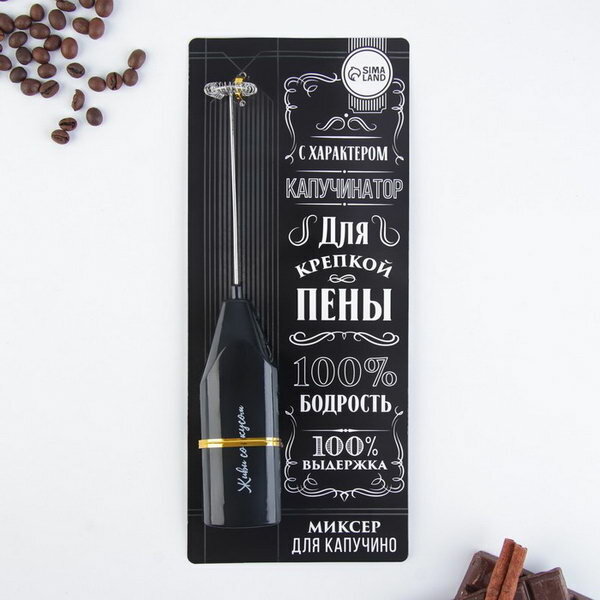 SIMA
LAND
С ХАРАКТЕРОМ
КАПУЧИНАТОР
Для
КРЕПКОЙ
ПЕНЫ
100%
БОДРОСТЬ
100%
ВЫДЕРЖКА
МИКСЕР
ДЛЯ КАПУЧИНО
Живи со вкусом